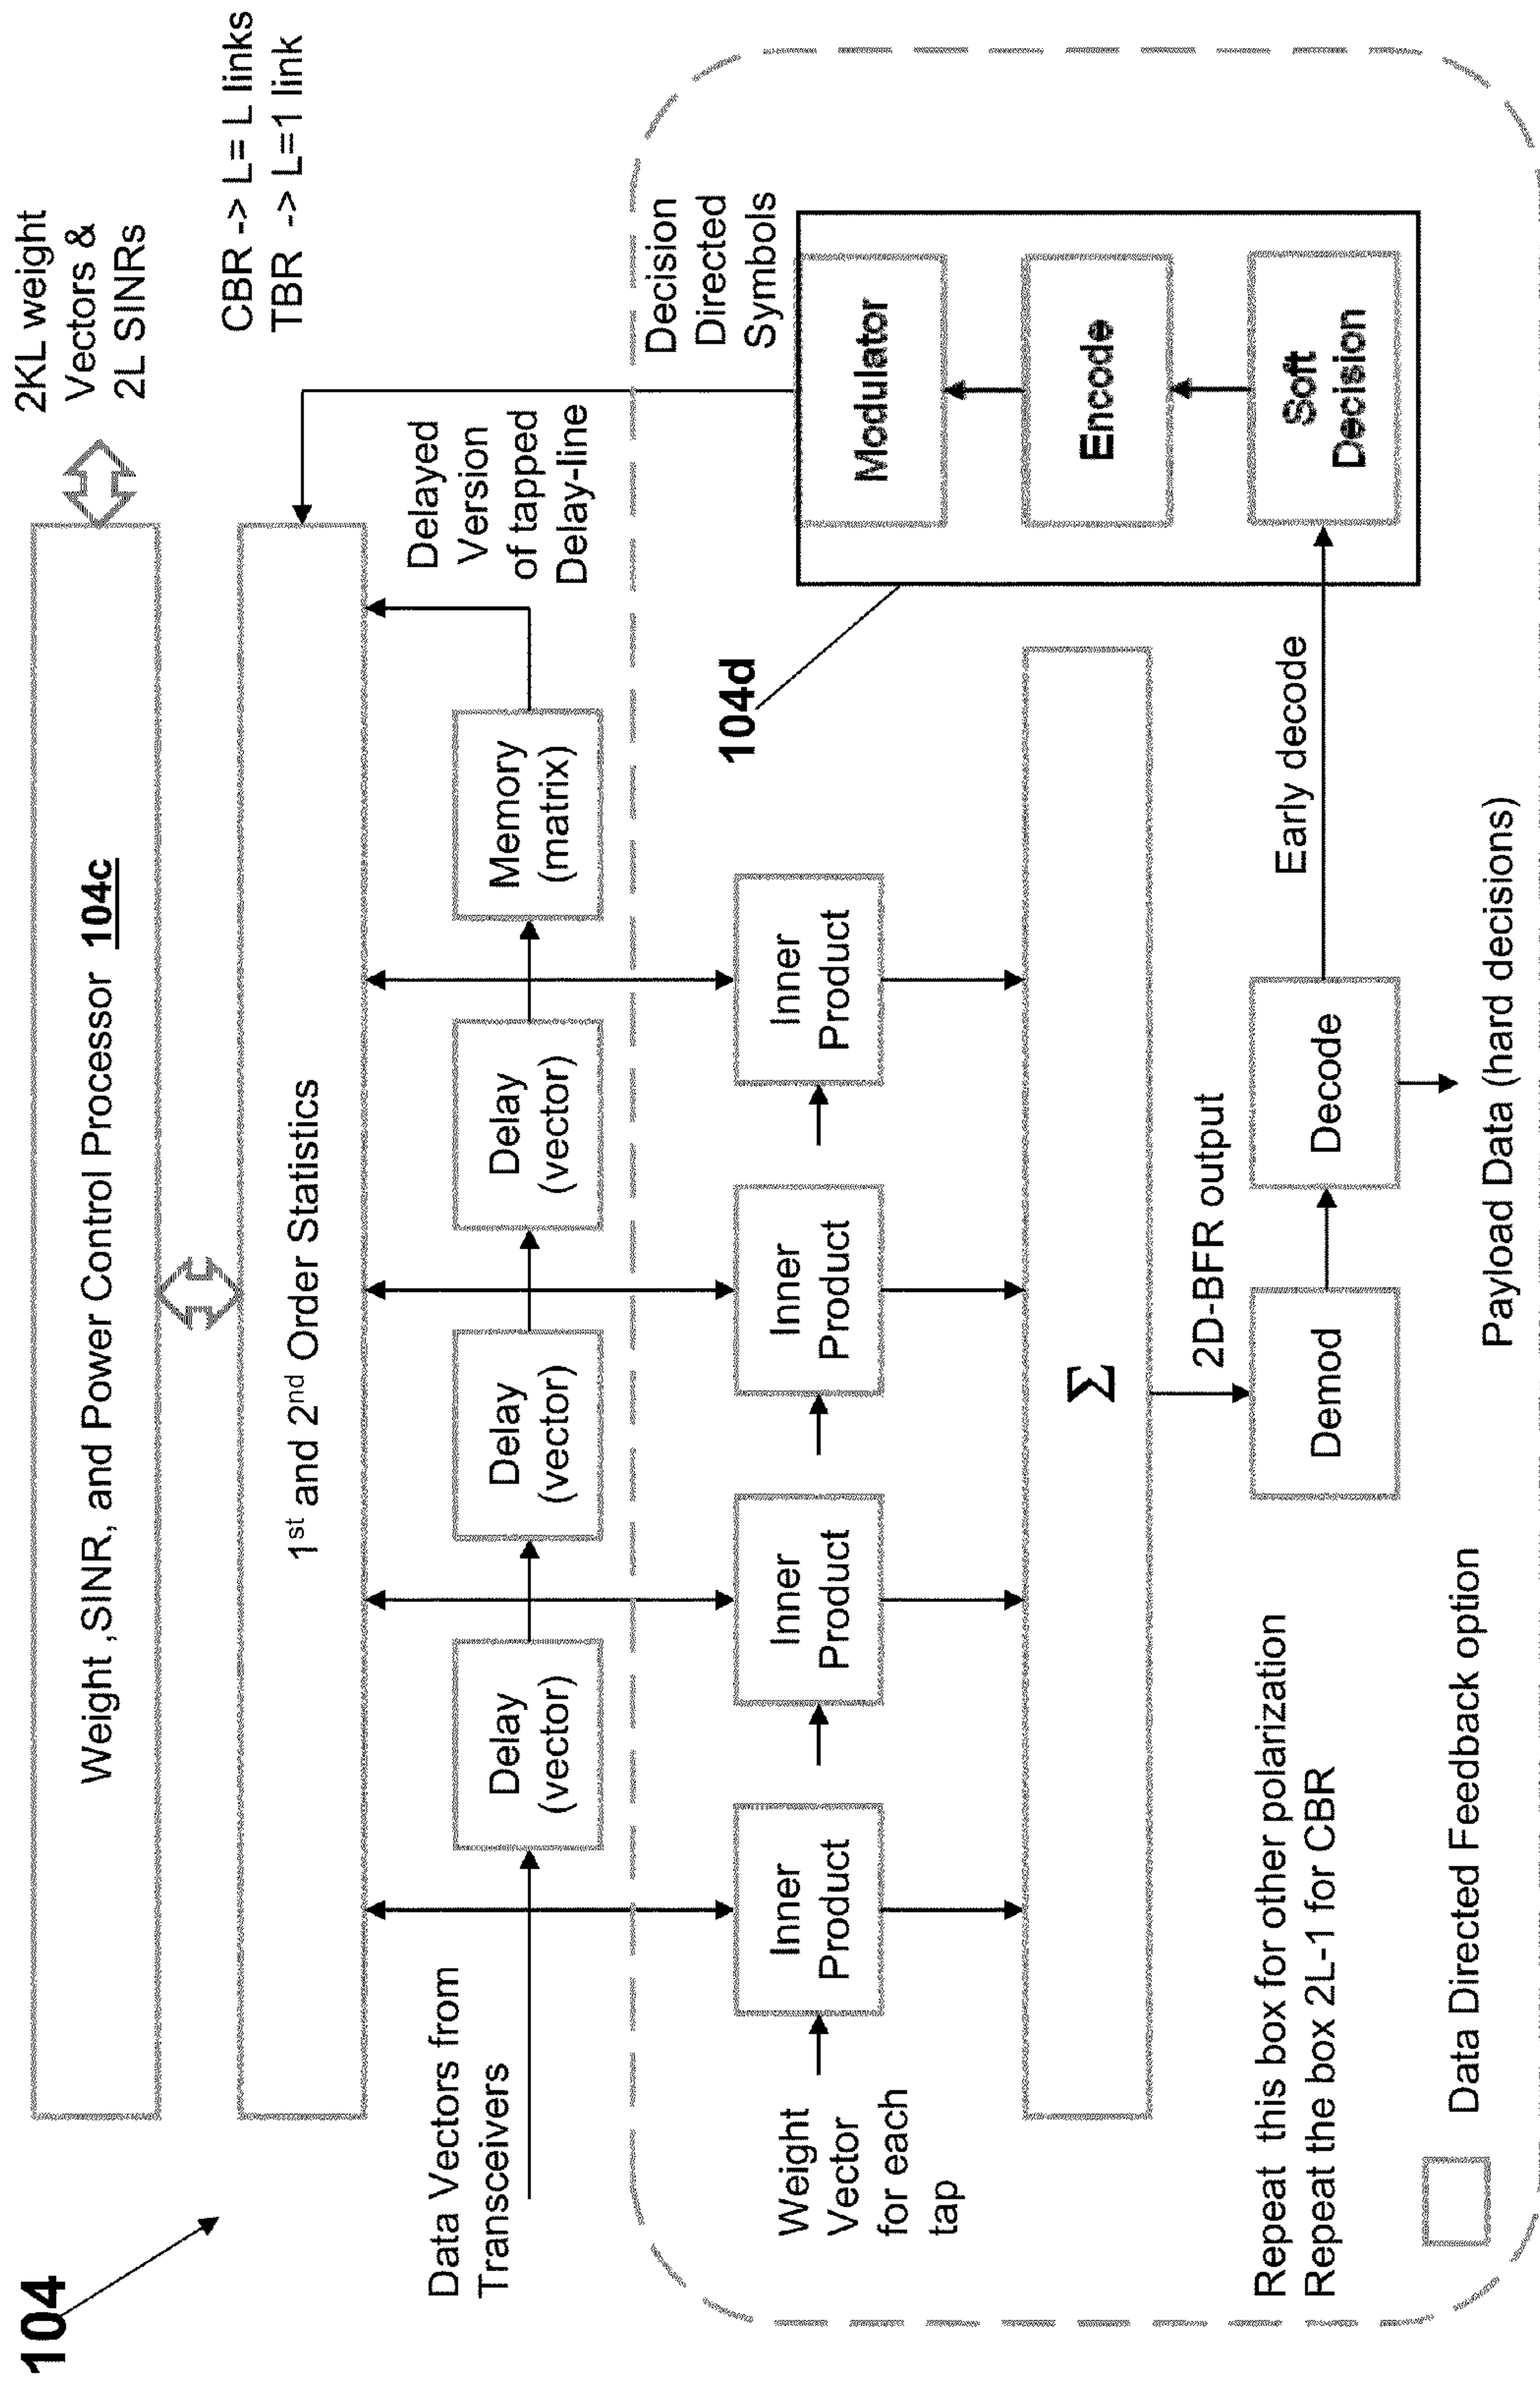 104
2KL weight
Vectors &
2L SINRs
Weight ,SINR, and Power Control Processor 104c
CBR -> L= L links
TBR -> L=1 link
1st and 2nd Order Statistics
Data Vectors from
Transceivers
Delay
(vector)
Delay
(vector)
Delay
(vector)
Memory
(matrix)
Delayed
Version
of tapped
Delay-line
Decision
Directed
Symbols
Weight
Vector
for each
tap
Inner
Product
Inner
Product
Inner
Product
Inner
Product
104d
Modulator
Encode
Soft
Decision
Σ
2D-BFR output
Demod
Decode
Early decode
Payload Data (hard decisions)
Repeat this box for other polarization
Repeat the box 2L-1 for CBR
Data Directed Feedback option